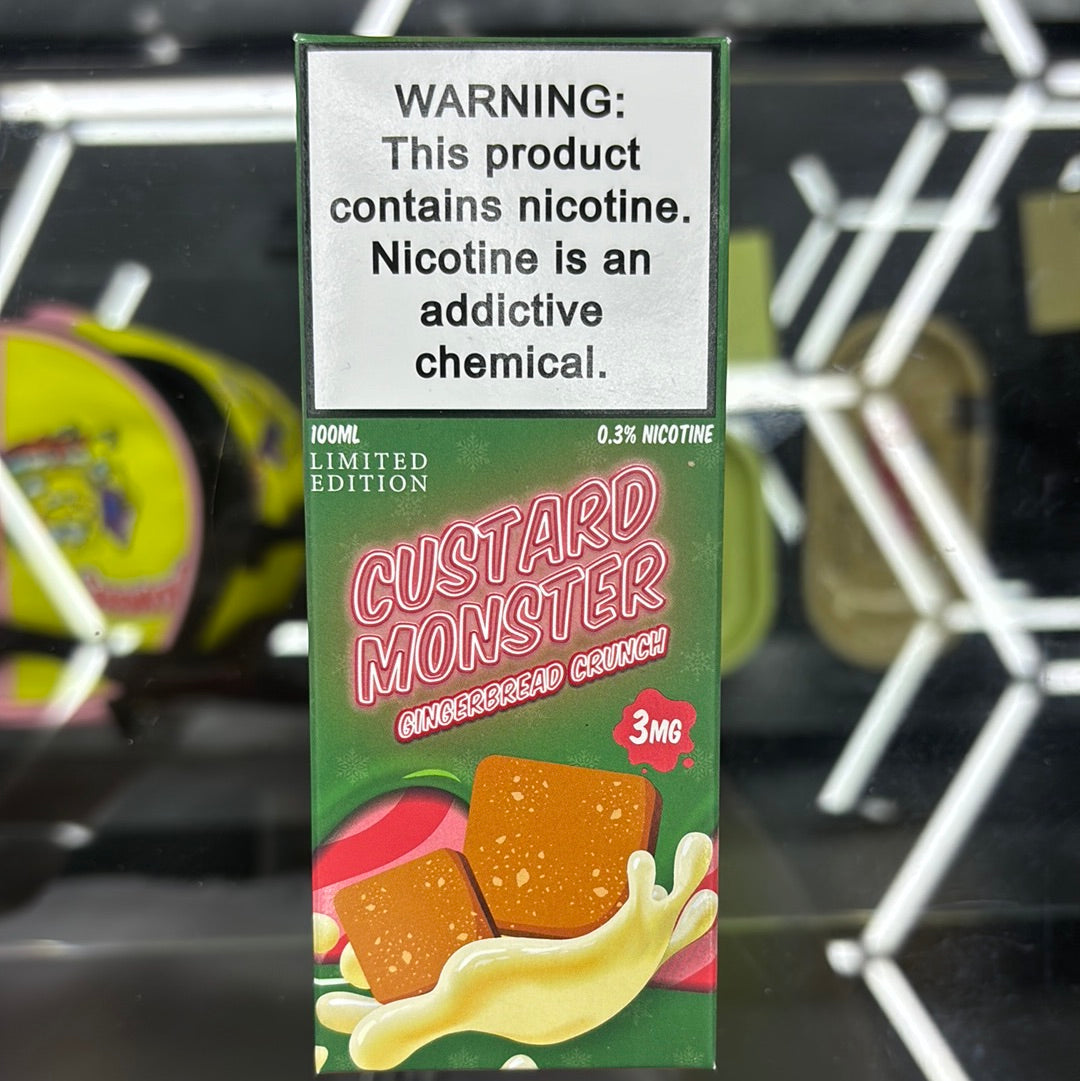 WARNING:
This product
contains nicotine.
Nicotine is an
addictive
chemical.
100ML
0.3% NICOTINE
LIMITED
EDITION
CUSTARD
MONSTER
GINGERBREAD CRUNCH
3MG